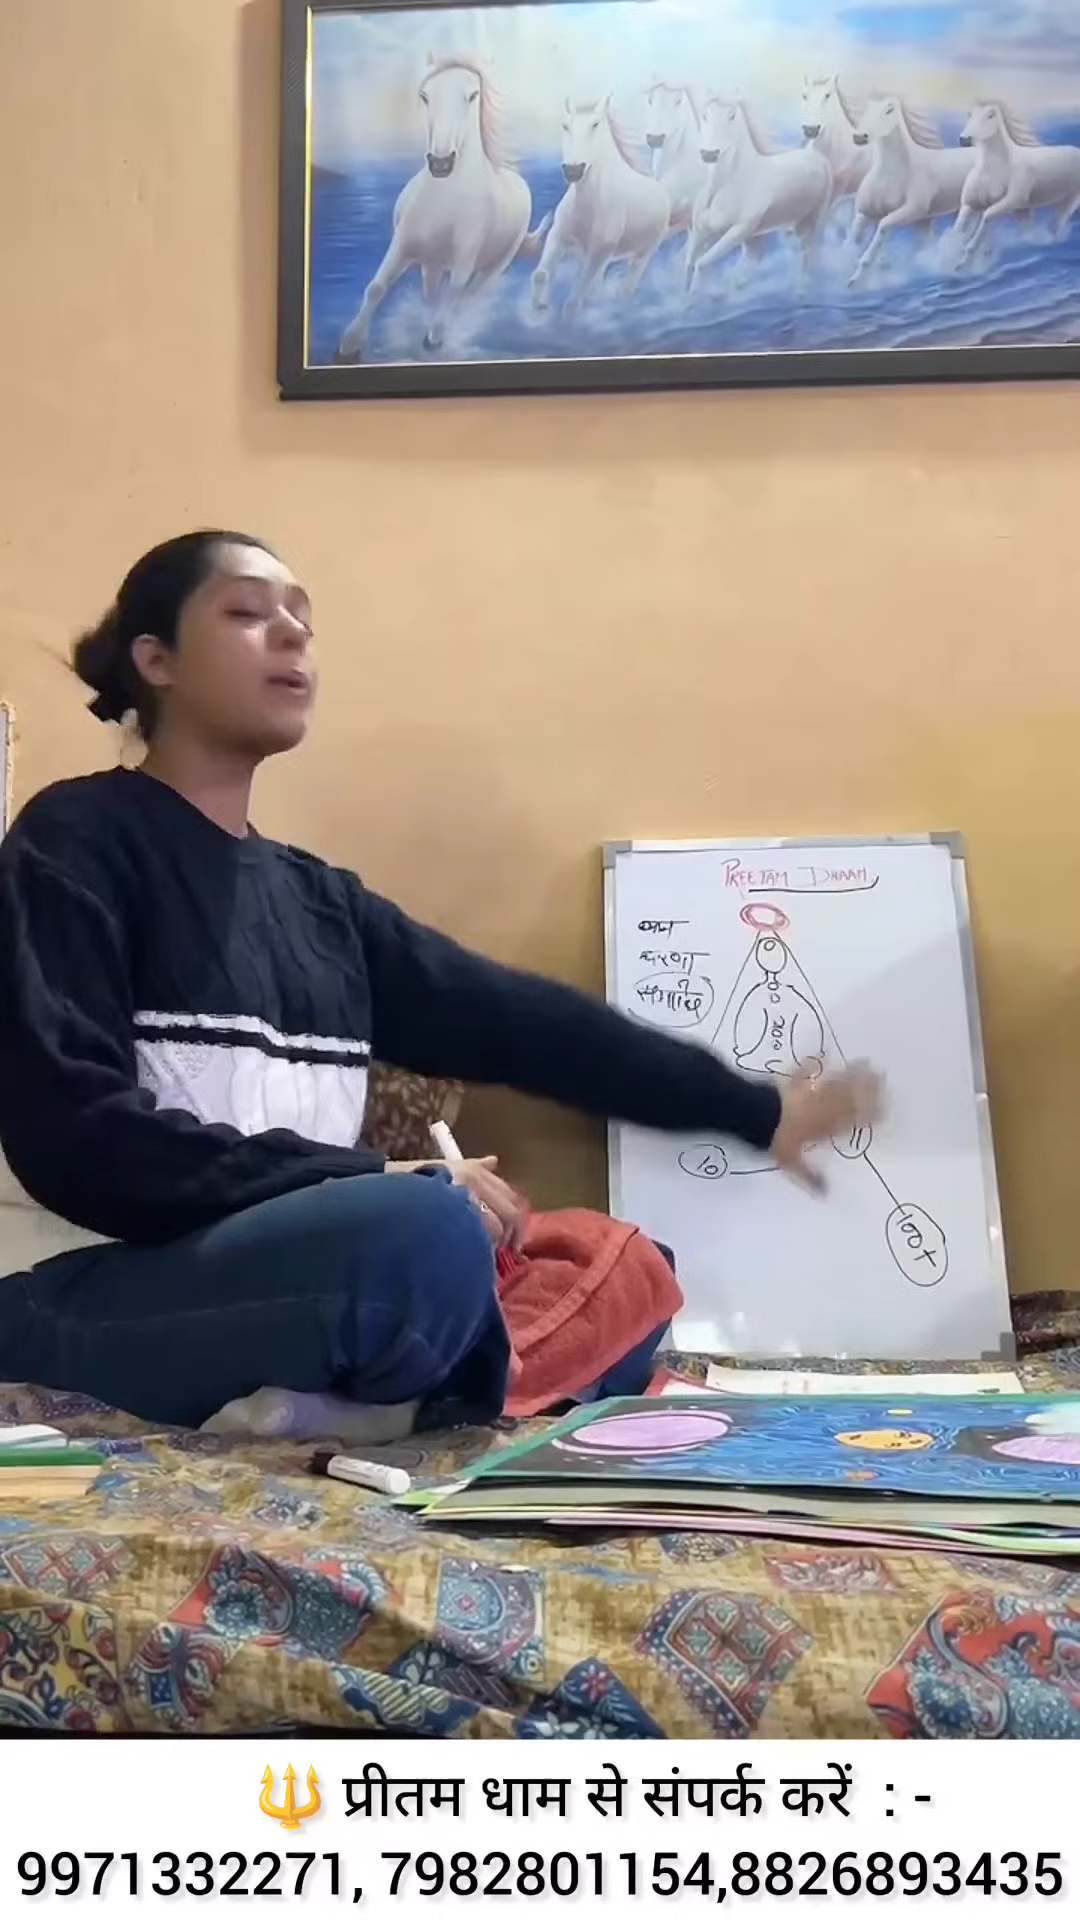 PREETAM DHAAM
ध्यान
धारणा
समाधि
11
10
100+
🔱 प्रीतम धाम से संपर्क करें : -
9971332271, 7982801154,8826893435